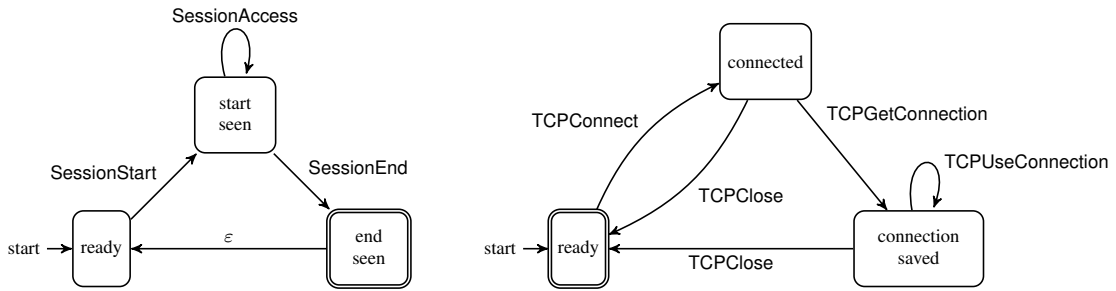 SessionAccess
start
seen
SessionStart
SessionEnd
start
ready
ε
end
seen
connected
TCPConnect
TCPGetConnection
TCPUseConnection
TCPClose
start
ready
TCPClose
connection
saved